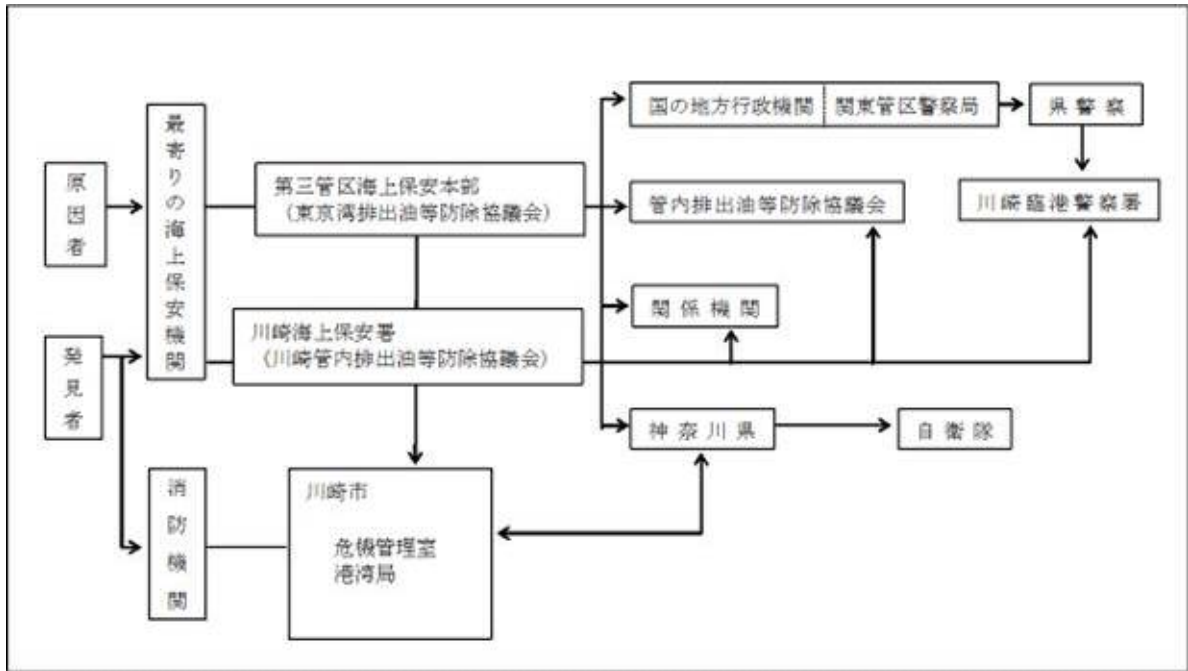 原因者
発見者
最寄りの海上保安機関
消防機関
第三管区海上保安本部
（東京湾排出油等防除協議会）
川崎海上保安署
（川崎管内排出油等防除協議会）
川崎市
危機管理室
港湾局
国の地方行政機関 関東管区警察局
県警察
管内排出油等防除協議会
川崎臨港警察署
関係機関
神奈川県
自衛隊